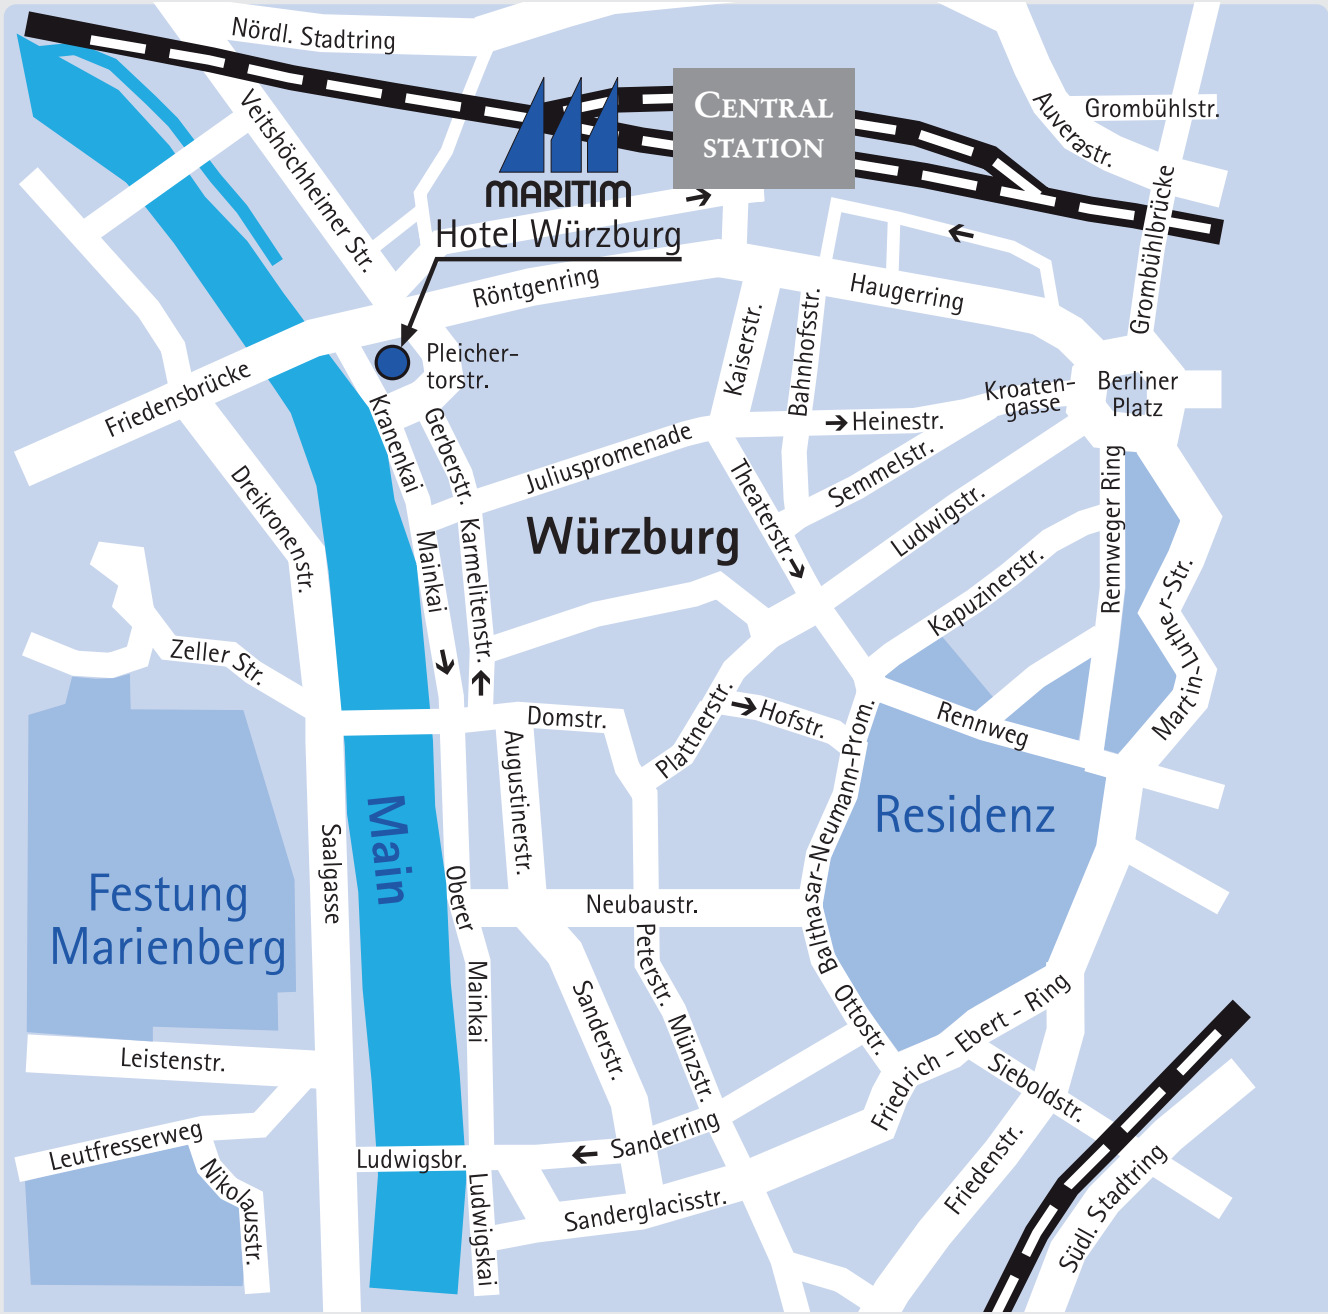 Nördl. Stadtring
CENTRAL
STATION
Grombühlstr.
Auverastr.
Veitshöchheimer Str.
MARITIM
Hotel Würzburg
Grombühlbrücke
Röntgenring
Haugerring
Pleicher-
torstr.
Kaiserstr.
Bahnhofsstr.
Kroaten-
gasse
Berliner
Platz
Friedensbrücke
Kranenkai
Gerberstr.
Heinestr.
Juliuspromenade
Semmelstr.
Theaterstr.
Dreikronenstr.
Ludwigstr.
Rennweger Ring
Würzburg
Mainkai
Karmelitenstr.
Kapuzinerstr.
Martin-Luther-Str.
Zeller Str.
Domstr.
Plattnerstr.
Hofstr.
Rennweg
Augustinerstr.
Balthasar-Neumann-Prom.
Residenz
Main
Saalgasse
Festung
Marienberg
Oberer
Mainkai
Neubaustr.
Peterstr.
Münzstr.
Sanderstr.
Ottostr.
Friedrich - Ebert - Ring
Leistenstr.
Sieboldstr.
Leutfresserweg
Nikolausstr.
Ludwigsbr.
Sanderring
Ludwigskai
Sanderglacisstr.
Friedenstr.
Südl. Stadtring